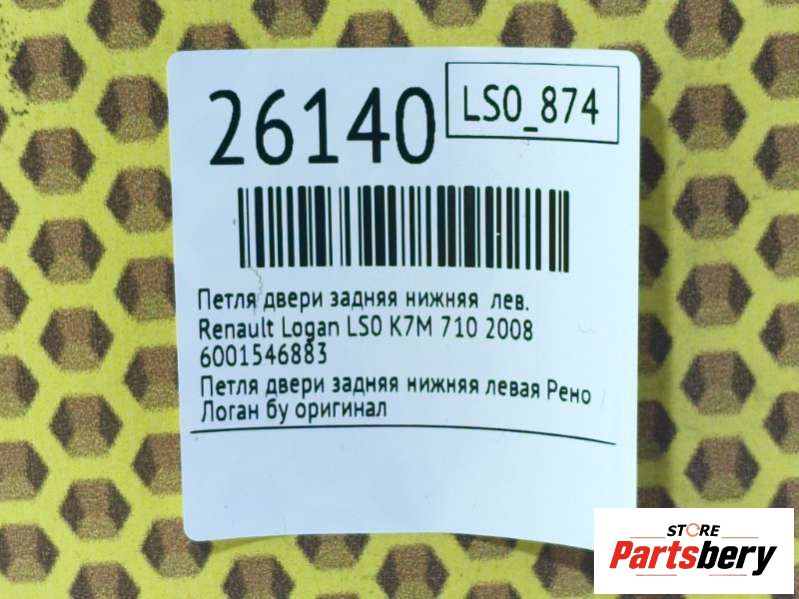 26140
LS0_874
Петля двери задняя нижняя лев.
Renault Logan LS0 K7M 710 2008
6001546883
Петля двери задняя нижняя левая Рено
Логан бу оригинал
STORE
Partsbery